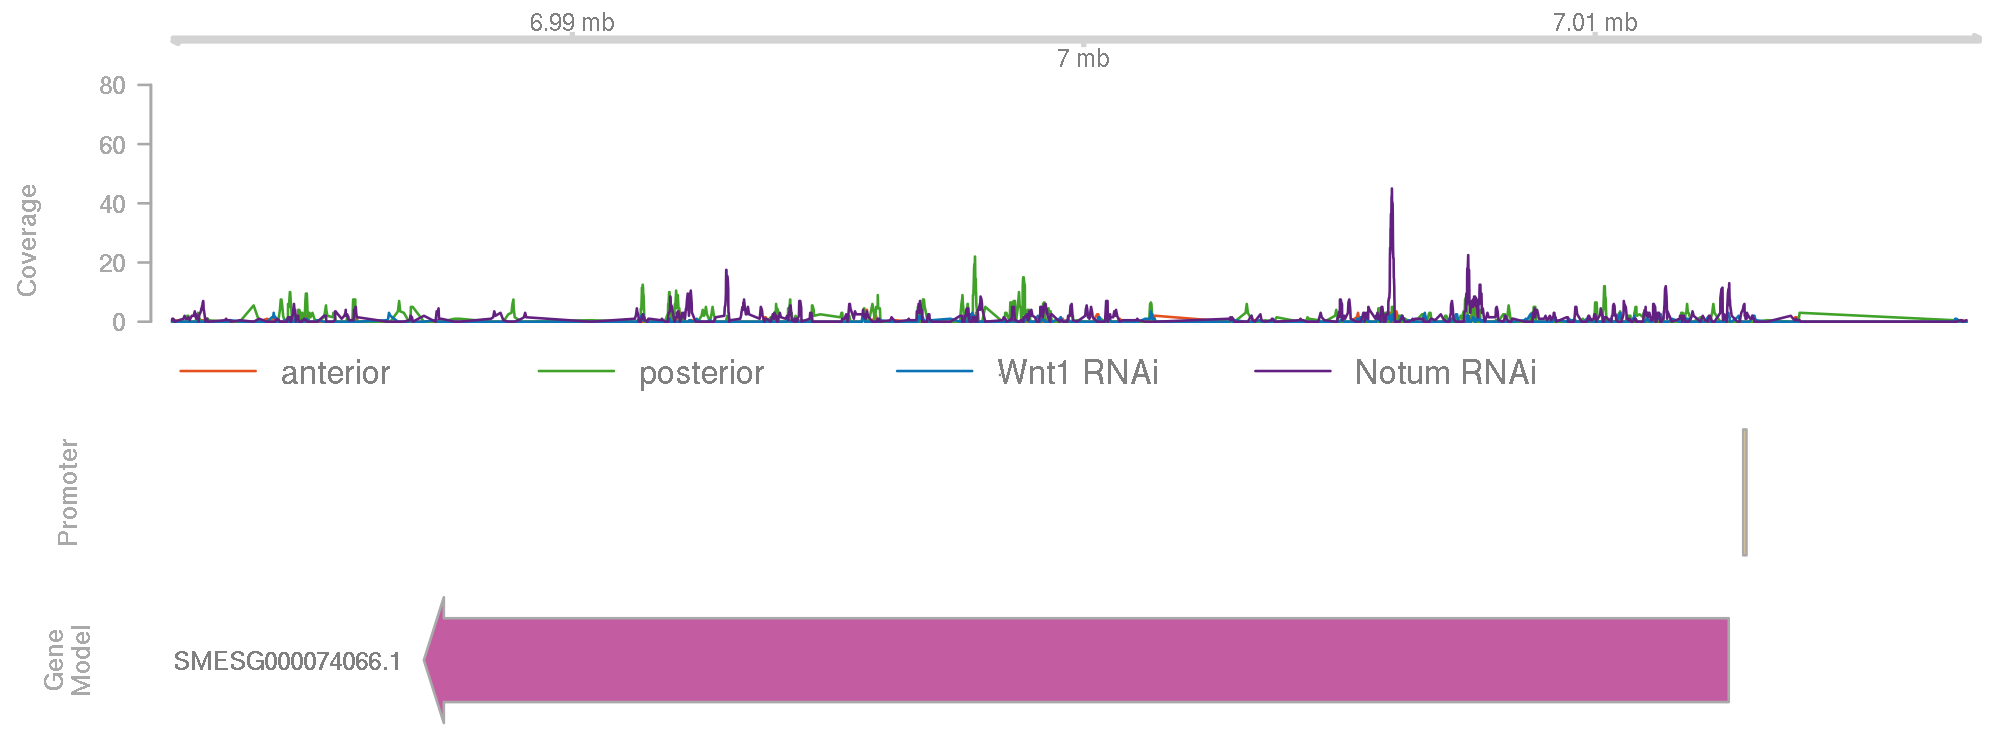 6.99 mb
7.01 mb
7 mb
Coverage
80
60
40
20
0
anterior
posterior
Wnt1 RNAi
Notum RNAi
Promoter
Gene
Model
SMESG000074066.1